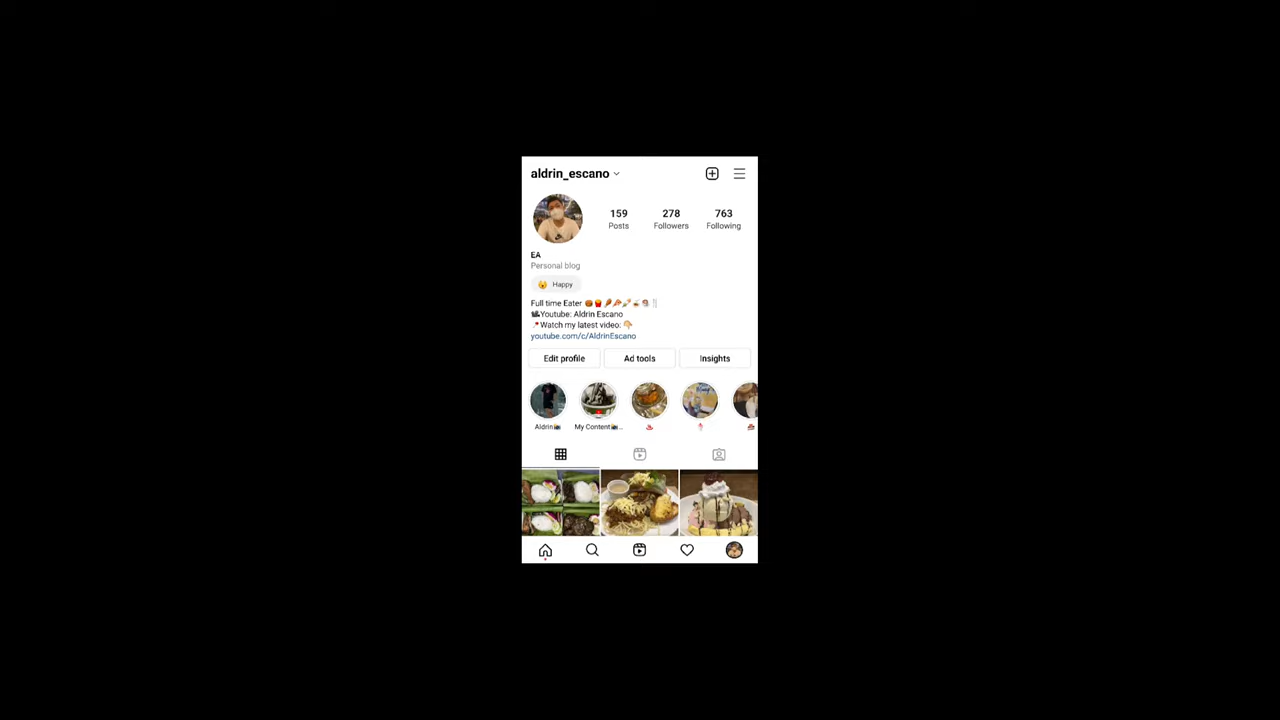 aldrin_escano
159 278 763
Posts Followers Following
EA
Personal blog
Happy
Full time Eater
Youtube: Aldrin Escano
Watch my latest video:
youtube.com/c/AldrinEscano
Edit profile Ad tools Insights
Aldrin My Content...